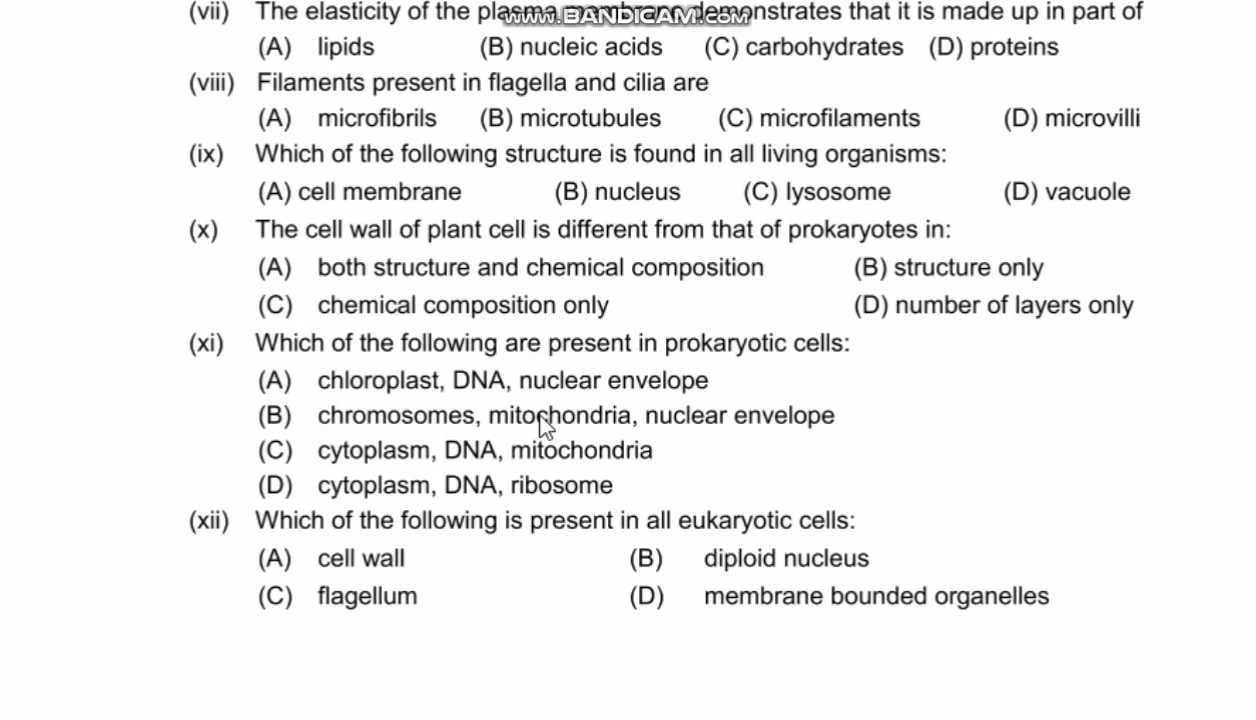 (vii) The elasticity of the plasma membrane demonstrates that it is made up in part of
www.BANDICAM.com
(A) lipids (B) nucleic acids (C) carbohydrates (D) proteins
(viii) Filaments present in flagella and cilia are
(A) microfibrils (B) microtubules (C) microfilaments (D) microvilli
(ix) Which of the following structure is found in all living organisms:
(A) cell membrane (B) nucleus (C) lysosome (D) vacuole
(x) The cell wall of plant cell is different from that of prokaryotes in:
(A) both structure and chemical composition (B) structure only
(C) chemical composition only (D) number of layers only
(xi) Which of the following are present in prokaryotic cells:
(A) chloroplast, DNA, nuclear envelope
(B) chromosomes, mitochondria, nuclear envelope
(C) cytoplasm, DNA, mitochondria
(D) cytoplasm, DNA, ribosome
(xii) Which of the following is present in all eukaryotic cells:
(A) cell wall (B) diploid nucleus
(C) flagellum (D) membrane bounded organelles